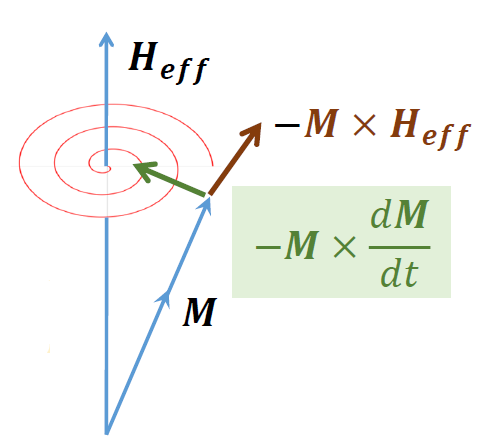 H_eff
−M × H_eff
−M × dM/dt
M